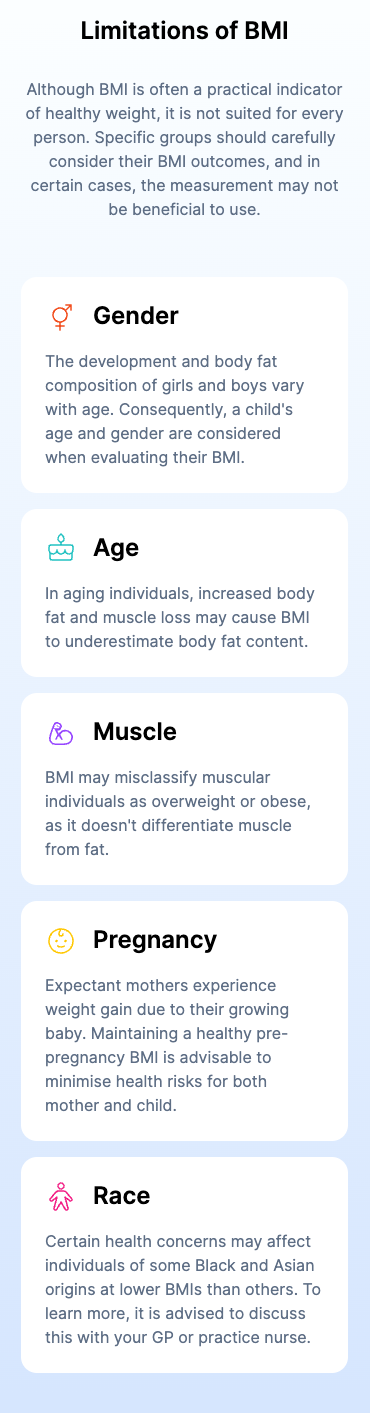 Limitations of BMI
Although BMI is often a practical indicator
of healthy weight, it is not suited for every
person. Specific groups should carefully
consider their BMI outcomes, and in
certain cases, the measurement may not
be beneficial to use.
Gender
The development and body fat
composition of girls and boys vary
with age. Consequently, a child's
age and gender are considered
when evaluating their BMI.
Age
In aging individuals, increased body
fat and muscle loss may cause BMI
to underestimate body fat content.
Muscle
BMI may misclassify muscular
individuals as overweight or obese,
as it doesn't differentiate muscle
from fat.
Pregnancy
Expectant mothers experience
weight gain due to their growing
baby. Maintaining a healthy pre-
pregnancy BMI is advisable to
minimise health risks for both
mother and child.
Race
Certain health concerns may affect
individuals of some Black and Asian
origins at lower BMIs than others. To
learn more, it is advised to discuss
this with your GP or practice nurse.